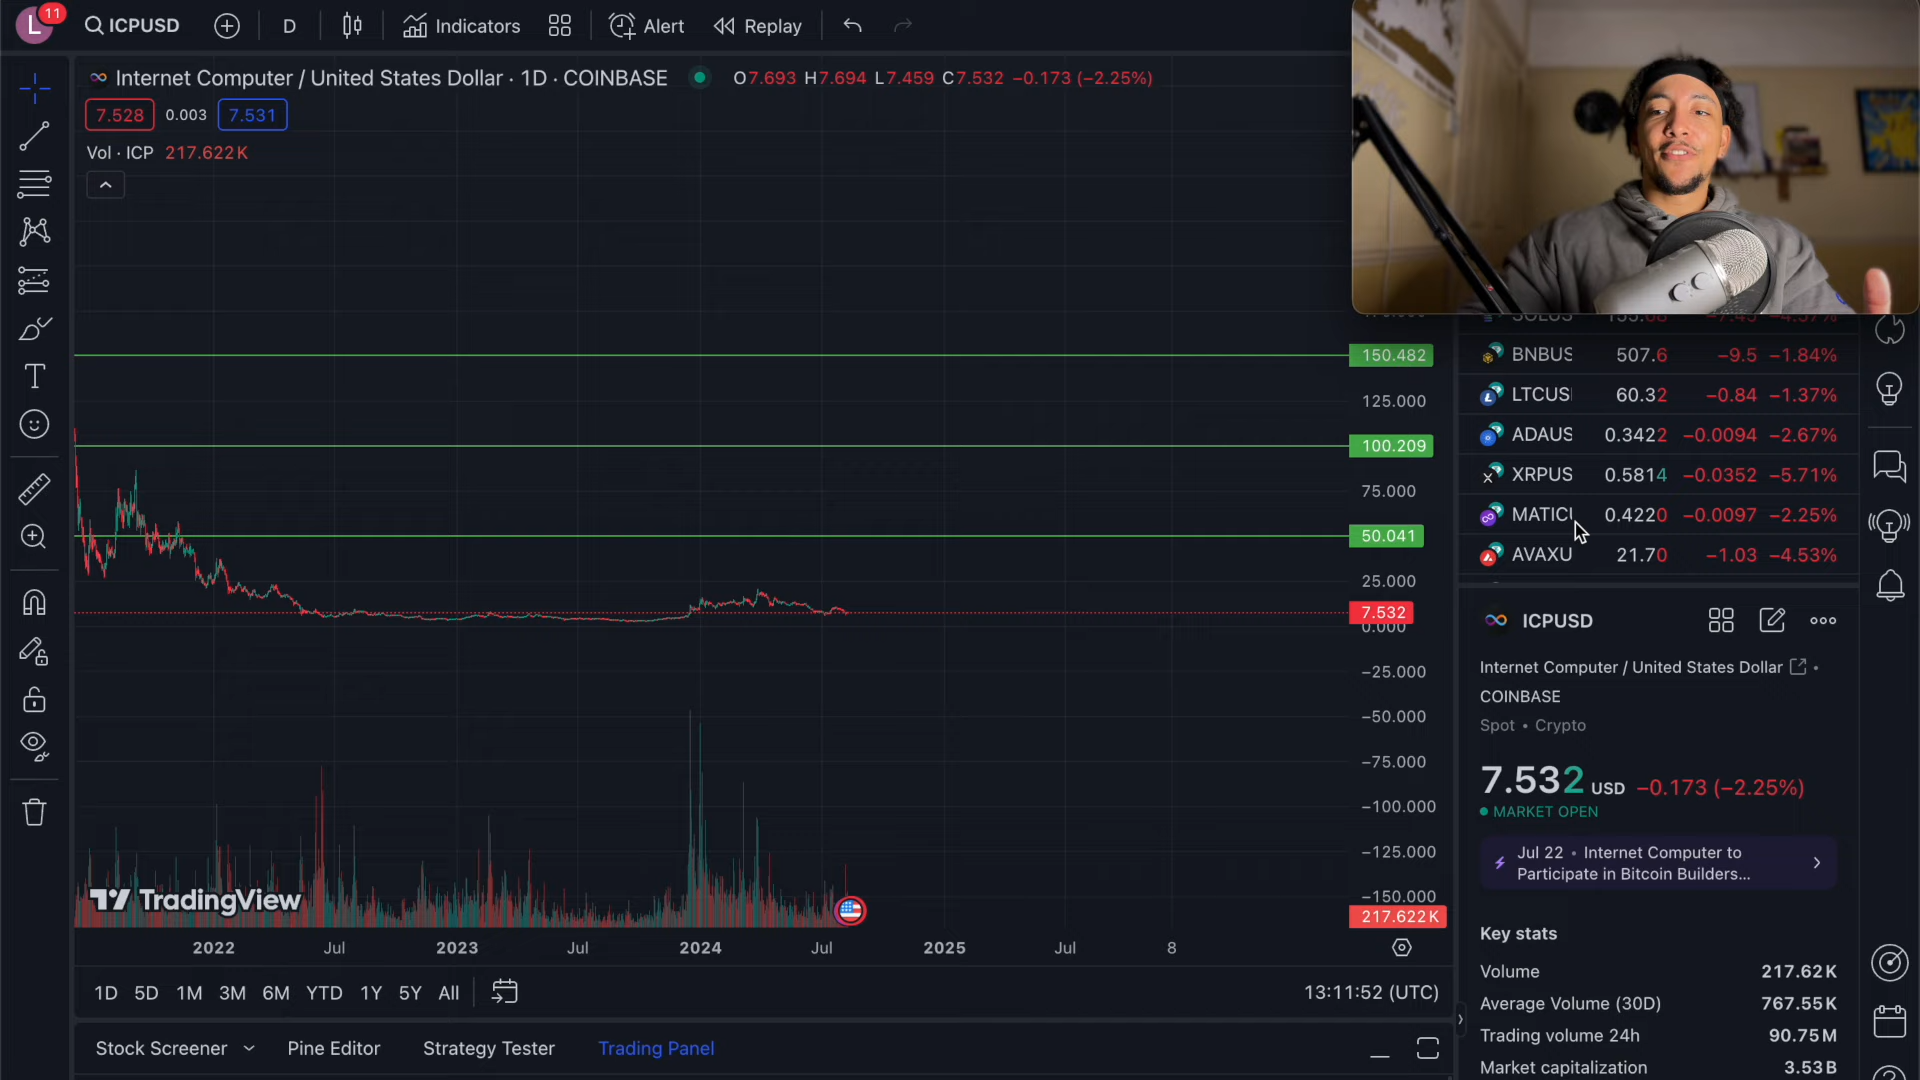 L 11 ICPUSD D Indicators Alert Replay
Internet Computer / United States Dollar · 1D · COINBASE O7.693 H7.694 L7.459 C7.532 −0.173 (−2.25%)
7.528 0.003 7.531
Vol · ICP 217.622K
150.482
125.000
100.209
75.000
50.041
25.000
7.532
0.000
−25.000
−50.000
−75.000
−100.000
−125.000
−150.000
217.622K
TradingView
2022 Jul 2023 Jul 2024 Jul 2025 Jul 8
1D 5D 1M 3M 6M YTD 1Y 5Y All 13:11:52 (UTC)
Stock Screener Pine Editor Strategy Tester Trading Panel
BNBUS 507.6 −9.5 −1.84%
LTCUS 60.32 −0.84 −1.37%
ADAUS 0.3422 −0.0094 −2.67%
XRPUS 0.5814 −0.0352 −5.71%
MATICU 0.4220 −0.0097 −2.25%
AVAXU 21.70 −1.03 −4.53%
ICPUSD
Internet Computer / United States Dollar •
COINBASE
Spot • Crypto
7.532 USD −0.173 (−2.25%)
MARKET OPEN
Jul 22 • Internet Computer to
Participate in Bitcoin Builders...
Key stats
Volume 217.62K
Average Volume (30D) 767.55K
Trading volume 24h 90.75M
Market capitalization 3.53B